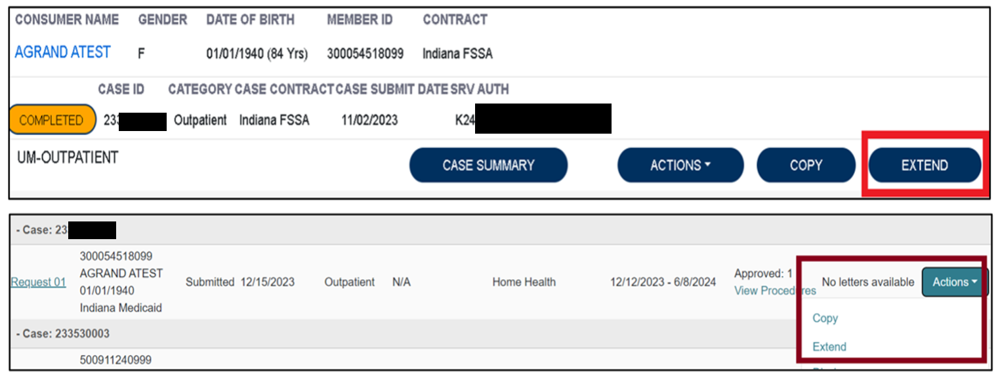 CONSUMER NAME GENDER DATE OF BIRTH MEMBER ID CONTRACT
AGRAND ATEST F 01/01/1940 (84 Yrs) 300054518099 Indiana FSSA
CASE ID CATEGORY CASE CONTRACT CASE SUBMIT DATE SRV AUTH
COMPLETED 233 Outpatient Indiana FSSA 11/02/2023 K24
UM-OUTPATIENT CASE SUMMARY ACTIONS COPY EXTEND
- Case: 23
300054518099
AGRAND ATEST
Request 01 Submitted 12/15/2023 Outpatient N/A Home Health 12/12/2023 - 6/8/2024 Approved: 1 No letters available Actions
01/01/1940 View Procedures
Indiana Medicaid
Copy
- Case: 233530003
Extend
500911240999